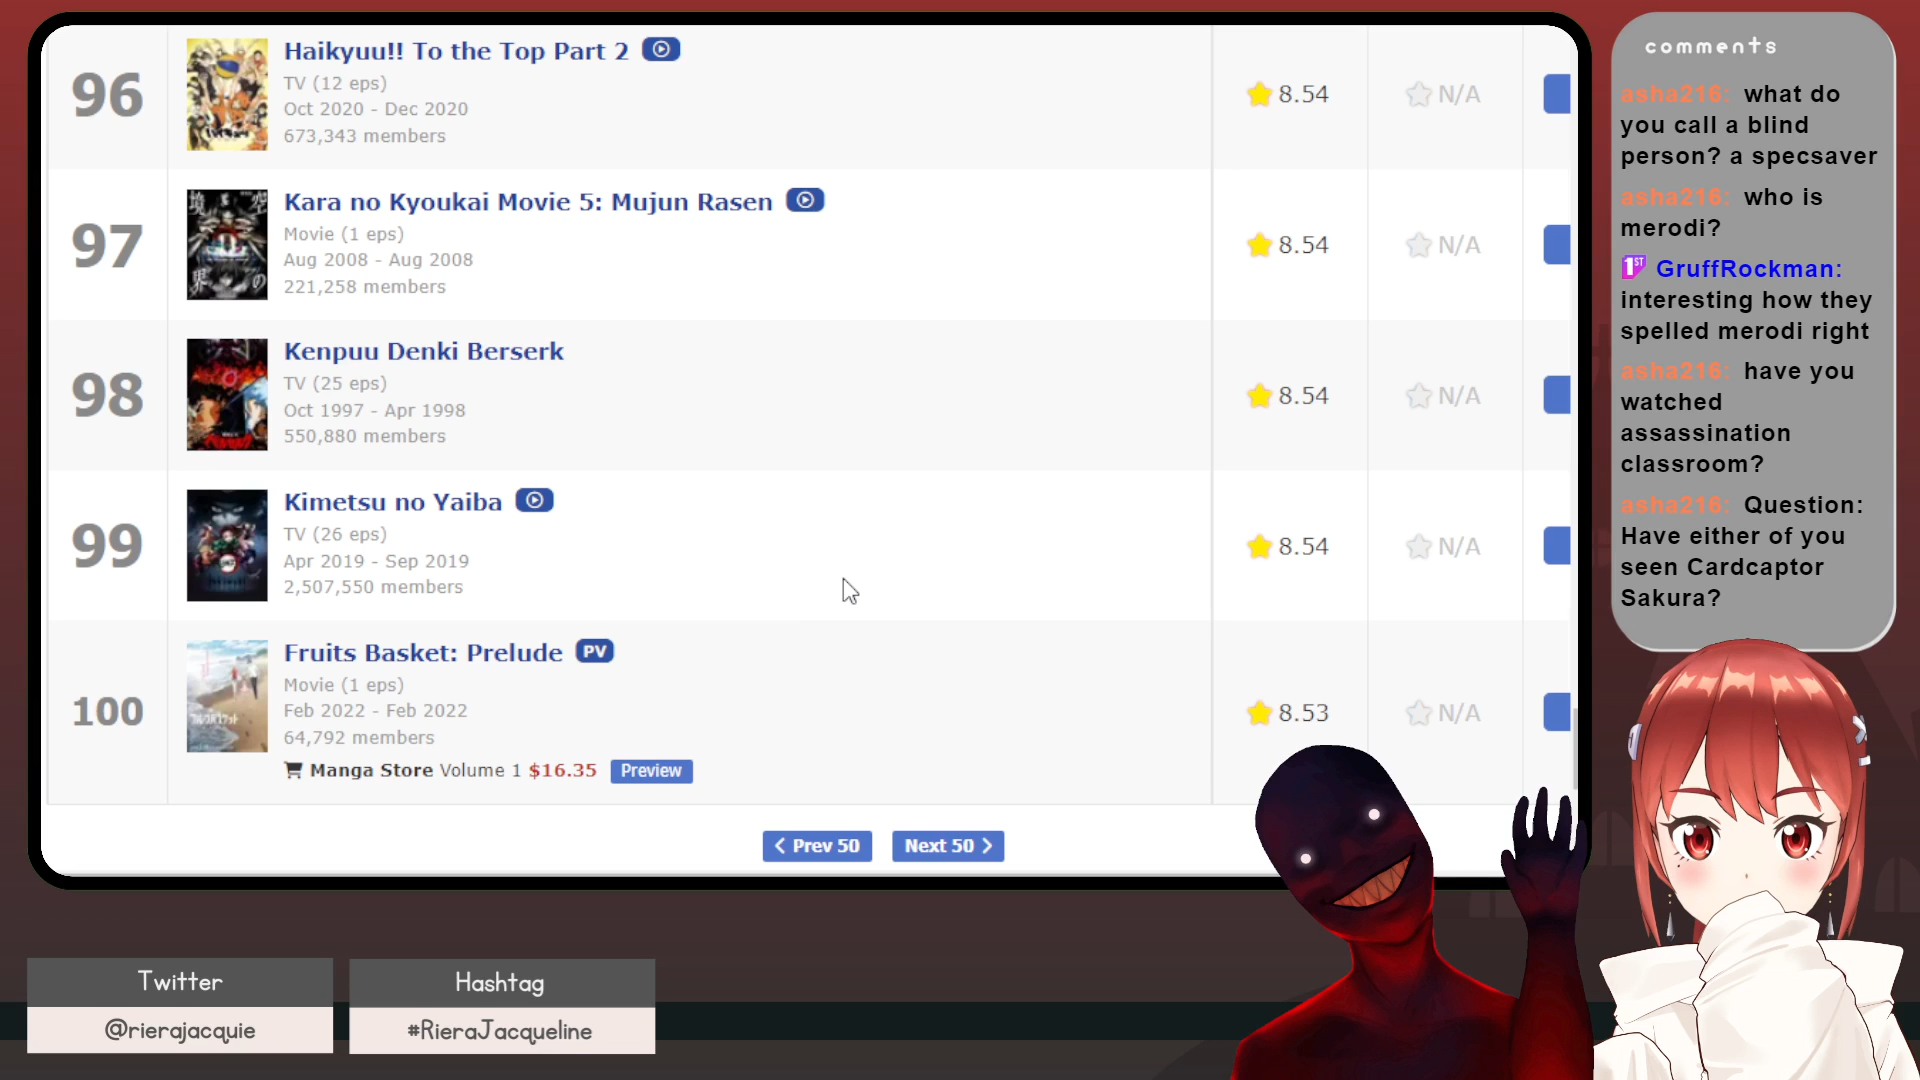 96
Haikyuu!! To the Top Part 2
TV (12 eps)
Oct 2020 - Dec 2020
673,343 members
8.54
N/A
97
Kara no Kyoukai Movie 5: Mujun Rasen
Movie (1 eps)
Aug 2008 - Aug 2008
221,258 members
8.54
N/A
98
Kenpuu Denki Berserk
TV (25 eps)
Oct 1997 - Apr 1998
550,880 members
8.54
N/A
99
Kimetsu no Yaiba
TV (26 eps)
Apr 2019 - Sep 2019
2,507,550 members
8.54
N/A
100
Fruits Basket: Prelude PV
Movie (1 eps)
Feb 2022 - Feb 2022
64,792 members
Manga Store Volume 1 $16.35 Preview
8.53
N/A
Prev 50
Next 50
comments
asha216: what do
you call a blind
person? a specsaver
asha216: who is
merodi?
1ST GruffRockman:
interesting how they
spelled merodi right
asha216: have you
watched
assassination
classroom?
asha216: Question:
Have either of you
seen Cardcaptor
Sakura?
Twitter
@rierajacquie
Hashtag
#RieraJacqueline